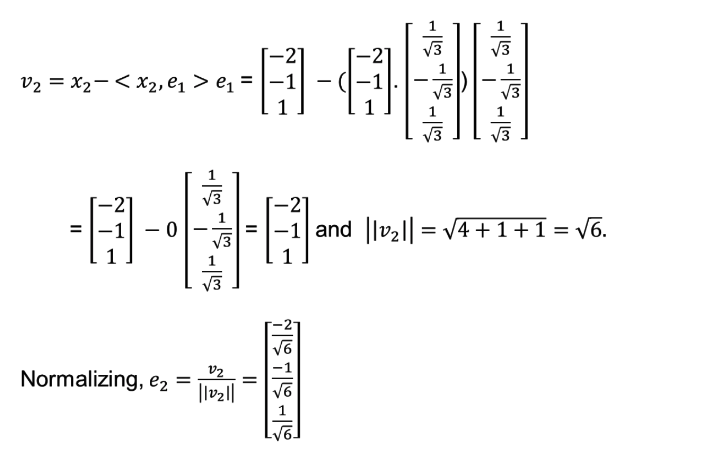 v₂ = x₂− < x₂, e₁ > e₁ = [−2 −1 1] − ([−2 −1 1] . [1/√3 −1/√3 1/√3]) [1/√3 −1/√3 1/√3]
= [−2 −1 1] − 0 [1/√3 −1/√3 1/√3] = [−2 −1 1] and ||v₂|| = √(4 + 1 + 1) = √6.
Normalizing, e₂ = v₂/||v₂|| = [−2/√6 −1/√6 1/√6]